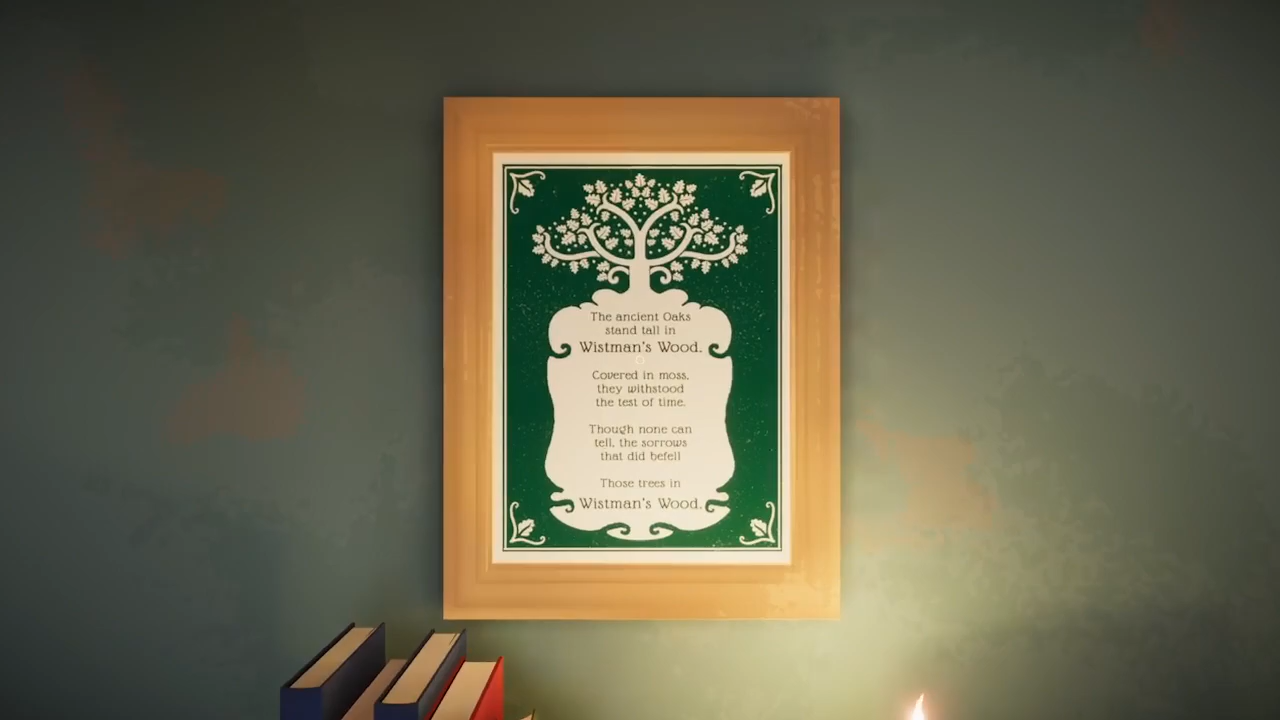 The ancient Oaks
stand tall in
Wistman's Wood.
Covered in moss,
they withstood
the test of time.
Though none can
tell, the sorrows
that did befell
Those trees in
Wistman's Wood.